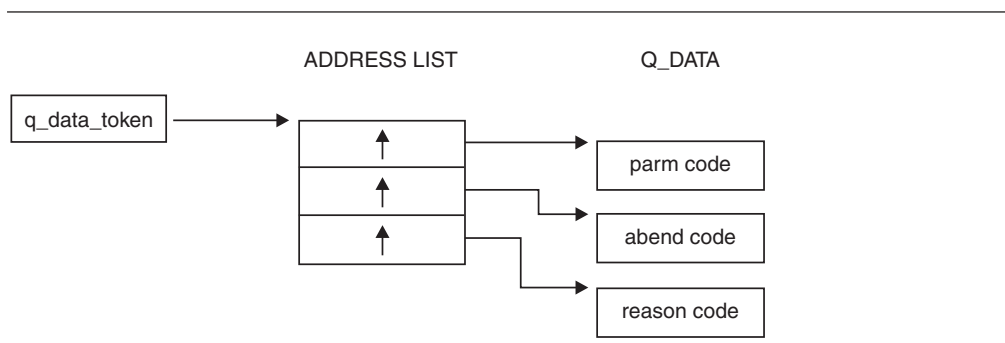 ADDRESS LIST
Q_DATA
q_data_token
parm code
abend code
reason code